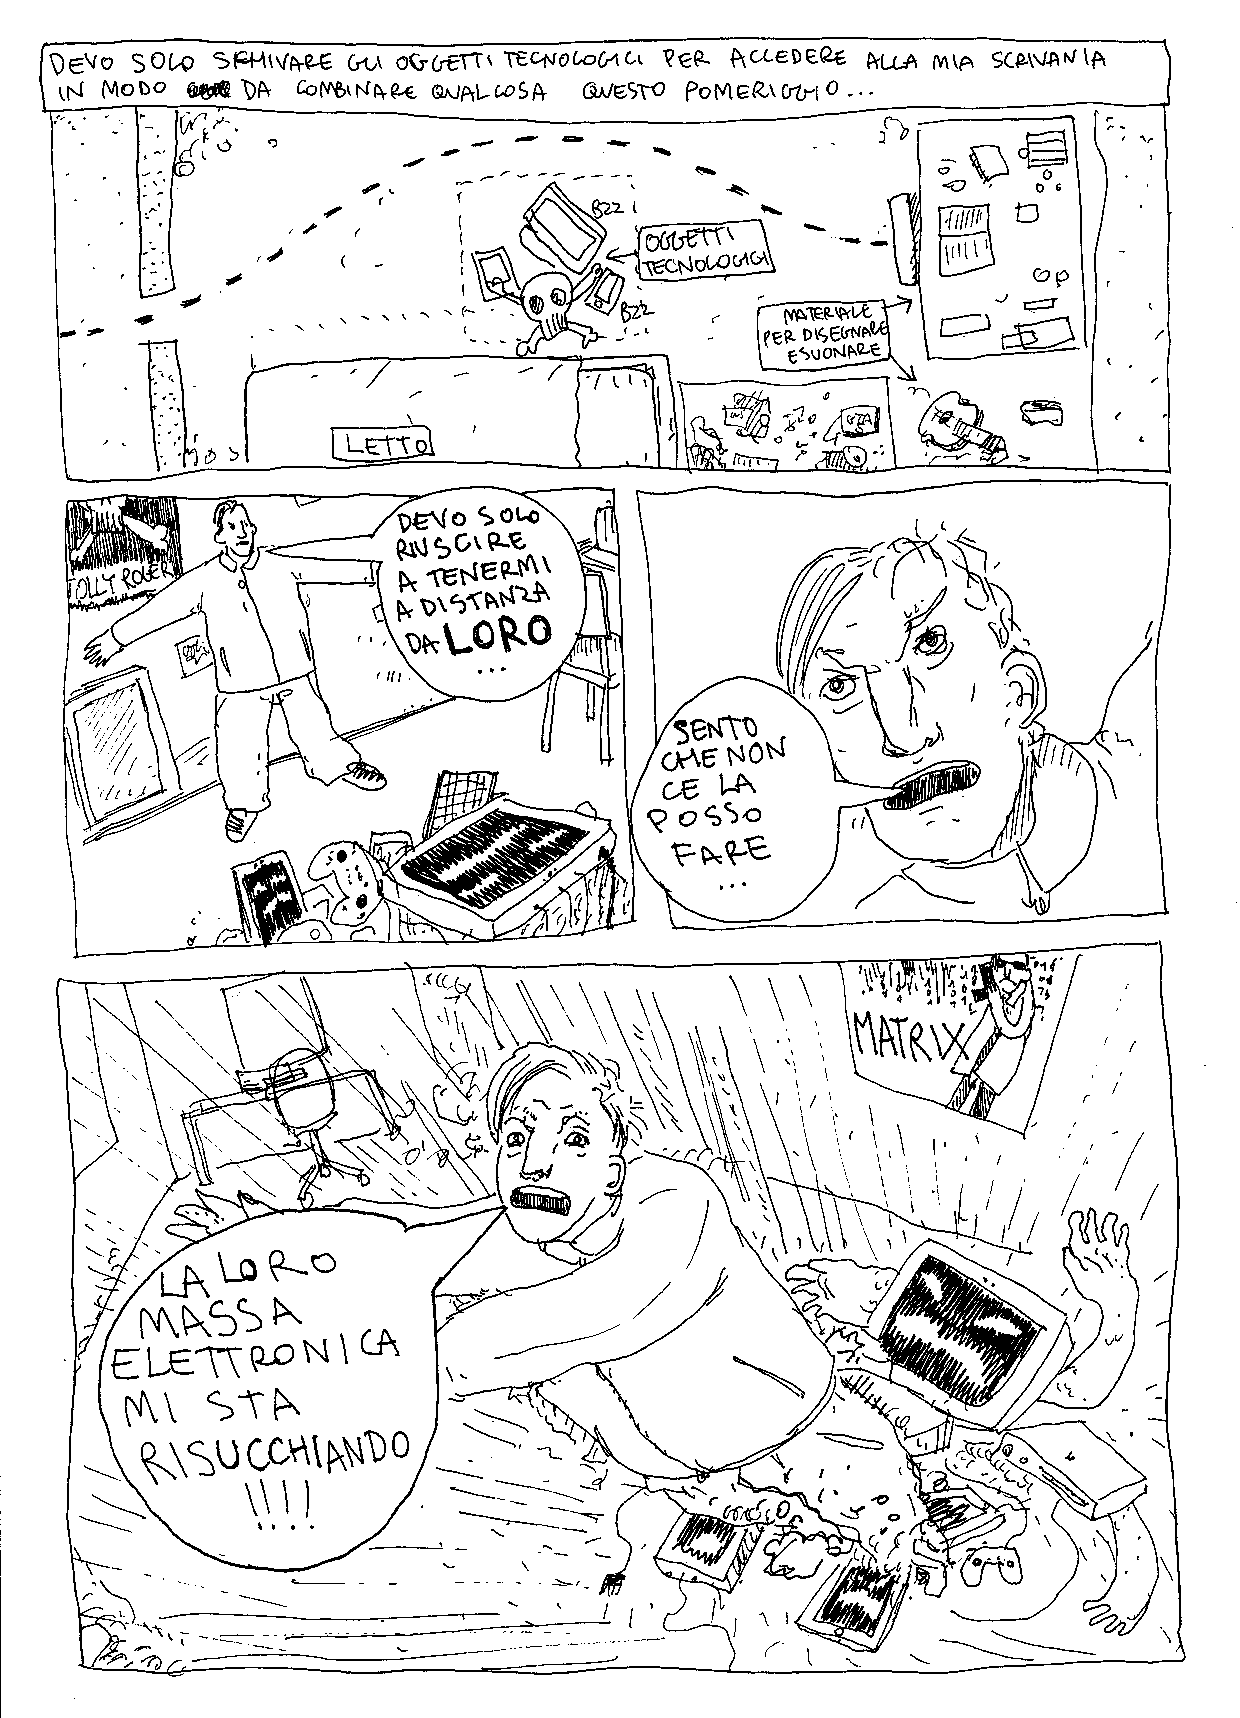 DEVO SOLO SEMIVARE GLI OGGETTI TECNOLOGICI PER ACCEDERE ALLA MIA SCRIVANIA
IN MODO DA COMBINARE QUALCOSA QUESTO POMERIGGIO...
BZZ
OGGETTI
TECNOLOGICI
BZZ
MATERIALE
PER DISEGNARE
E SUONARE
LETTO
JOLLY ROGER
DEVO SOLO
RIUSCIRE
A TENERMI
A DISTANZA
DA LORO
...
SENTO
CHE NON
CE LA
POSSO
FARE
...
MATRIX
LA LORO
MASSA
ELETTRONICA
MI STA
RISUCCHIANDO
!!!!